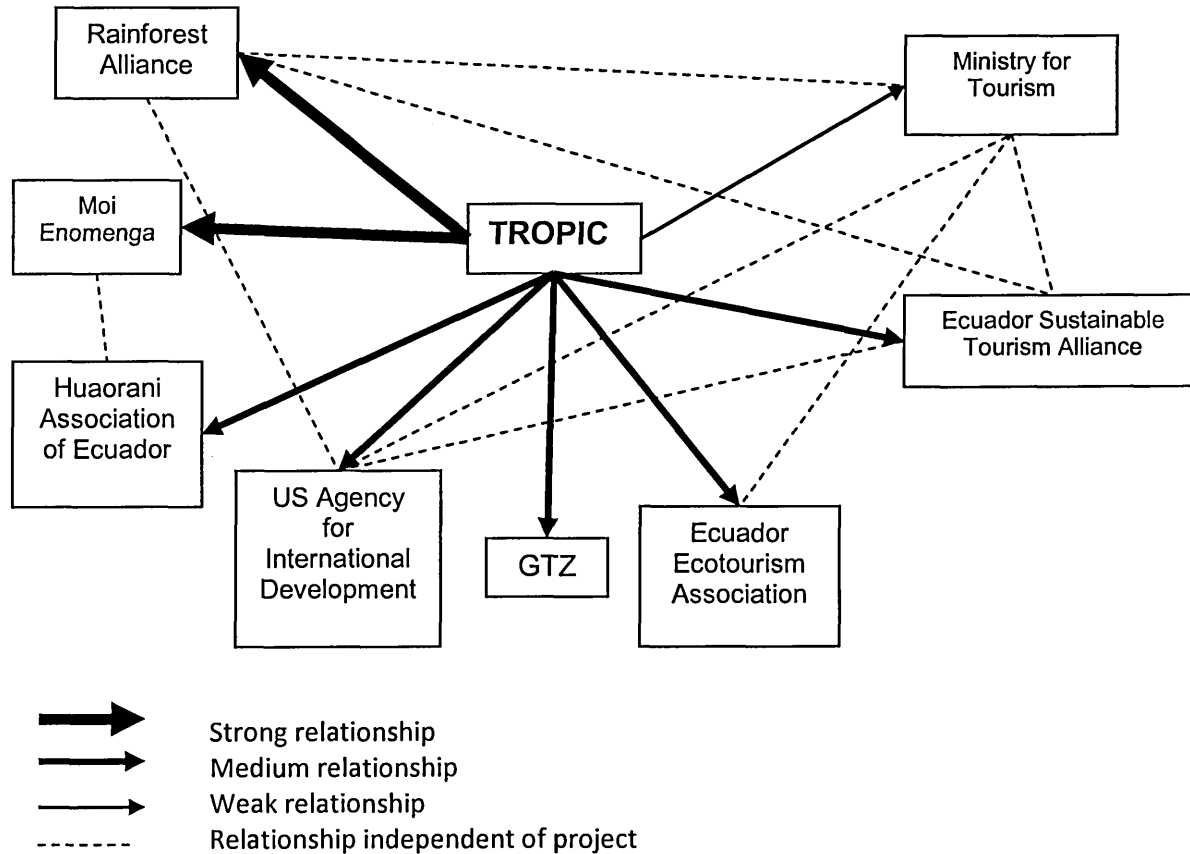 Rainforest
Alliance
Ministry for
Tourism
Moi
Enomenga
TROPIC
Ecuador Sustainable
Tourism Alliance
Huaorani
Association
of Ecuador
US Agency
for
International
Development
GTZ
Ecuador
Ecotourism
Association
Strong relationship
Medium relationship
Weak relationship
Relationship independent of project